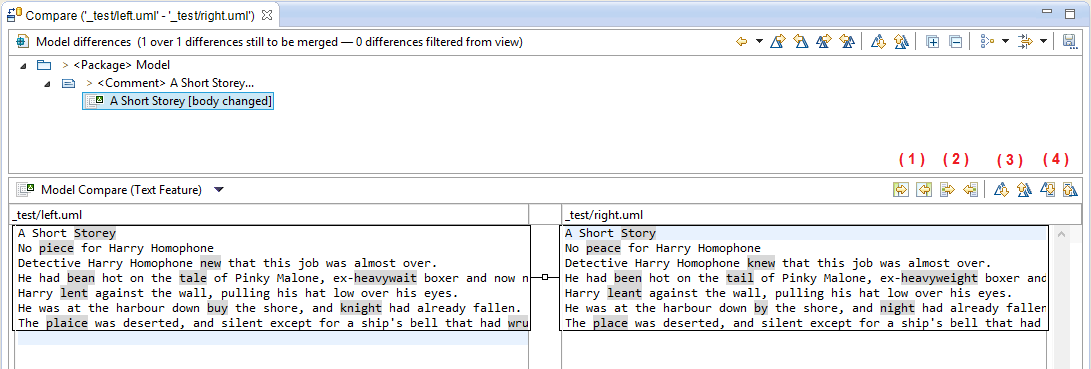 Compare ('_test/left.uml' - '_test/right.uml')
Model differences (1 over 1 differences still to be merged — 0 differences filtered from view)
> <Package> Model
> <Comment> A Short Storey...
A Short Storey [body changed]
( 1 ) ( 2 ) ( 3 ) ( 4 )
Model Compare (Text Feature)
_test/left.uml
A Short Storey
No piece for Harry Homophone
Detective Harry Homophone new that this job was almost over.
He had bean hot on the tale of Pinky Malone, ex-heavywait boxer and now n
Harry lent against the wall, pulling his hat low over his eyes.
He was at the harbour down buy the shore, and knight had already fallen.
The plaice was deserted, and silent except for a ship's bell that had wru
_test/right.uml
A Short Story
No peace for Harry Homophone
Detective Harry Homophone knew that this job was almost over.
He had been hot on the tail of Pinky Malone, ex-heavyweight boxer and
Harry leant against the wall, pulling his hat low over his eyes.
He was at the harbour down by the shore, and night had already fallen
The place was deserted, and silent except for a ship's bell that had